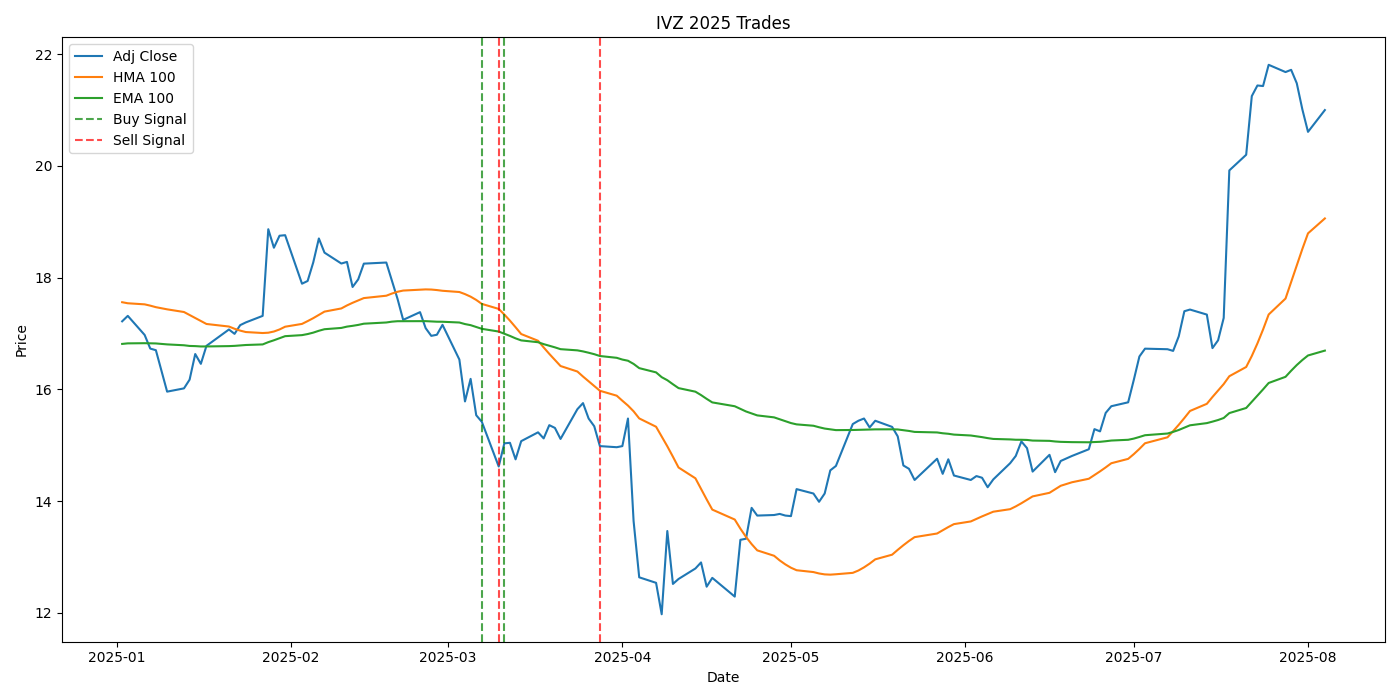 IVZ 2025 Trades
Adj Close
HMA 100
EMA 100
Buy Signal
Sell Signal
Price
22
20
18
16
14
12
2025-01 2025-02 2025-03 2025-04 2025-05 2025-06 2025-07 2025-08
Date